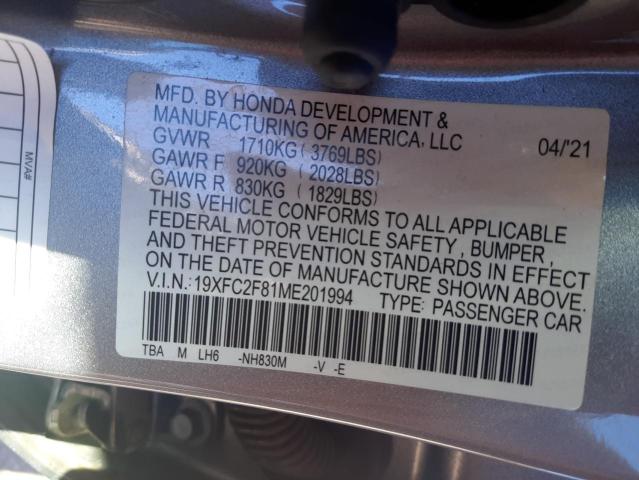 MFD. BY HONDA DEVELOPMENT &
MANUFACTURING OF AMERICA, LLC
GVWR 1710KG ( 3769LBS) 04/'21
GAWR F 920KG ( 2028LBS)
GAWR R 830KG ( 1829LBS)
THIS VEHICLE CONFORMS TO ALL APPLICABLE
FEDERAL MOTOR VEHICLE SAFETY , BUMPER ,
AND THEFT PREVENTION STANDARDS IN EFFECT
ON THE DATE OF MANUFACTURE SHOWN ABOVE.
V.I.N.: 19XFC2F81ME201994 TYPE: PASSENGER CAR
TBA M LH6 -NH830M -V -E
MVA#